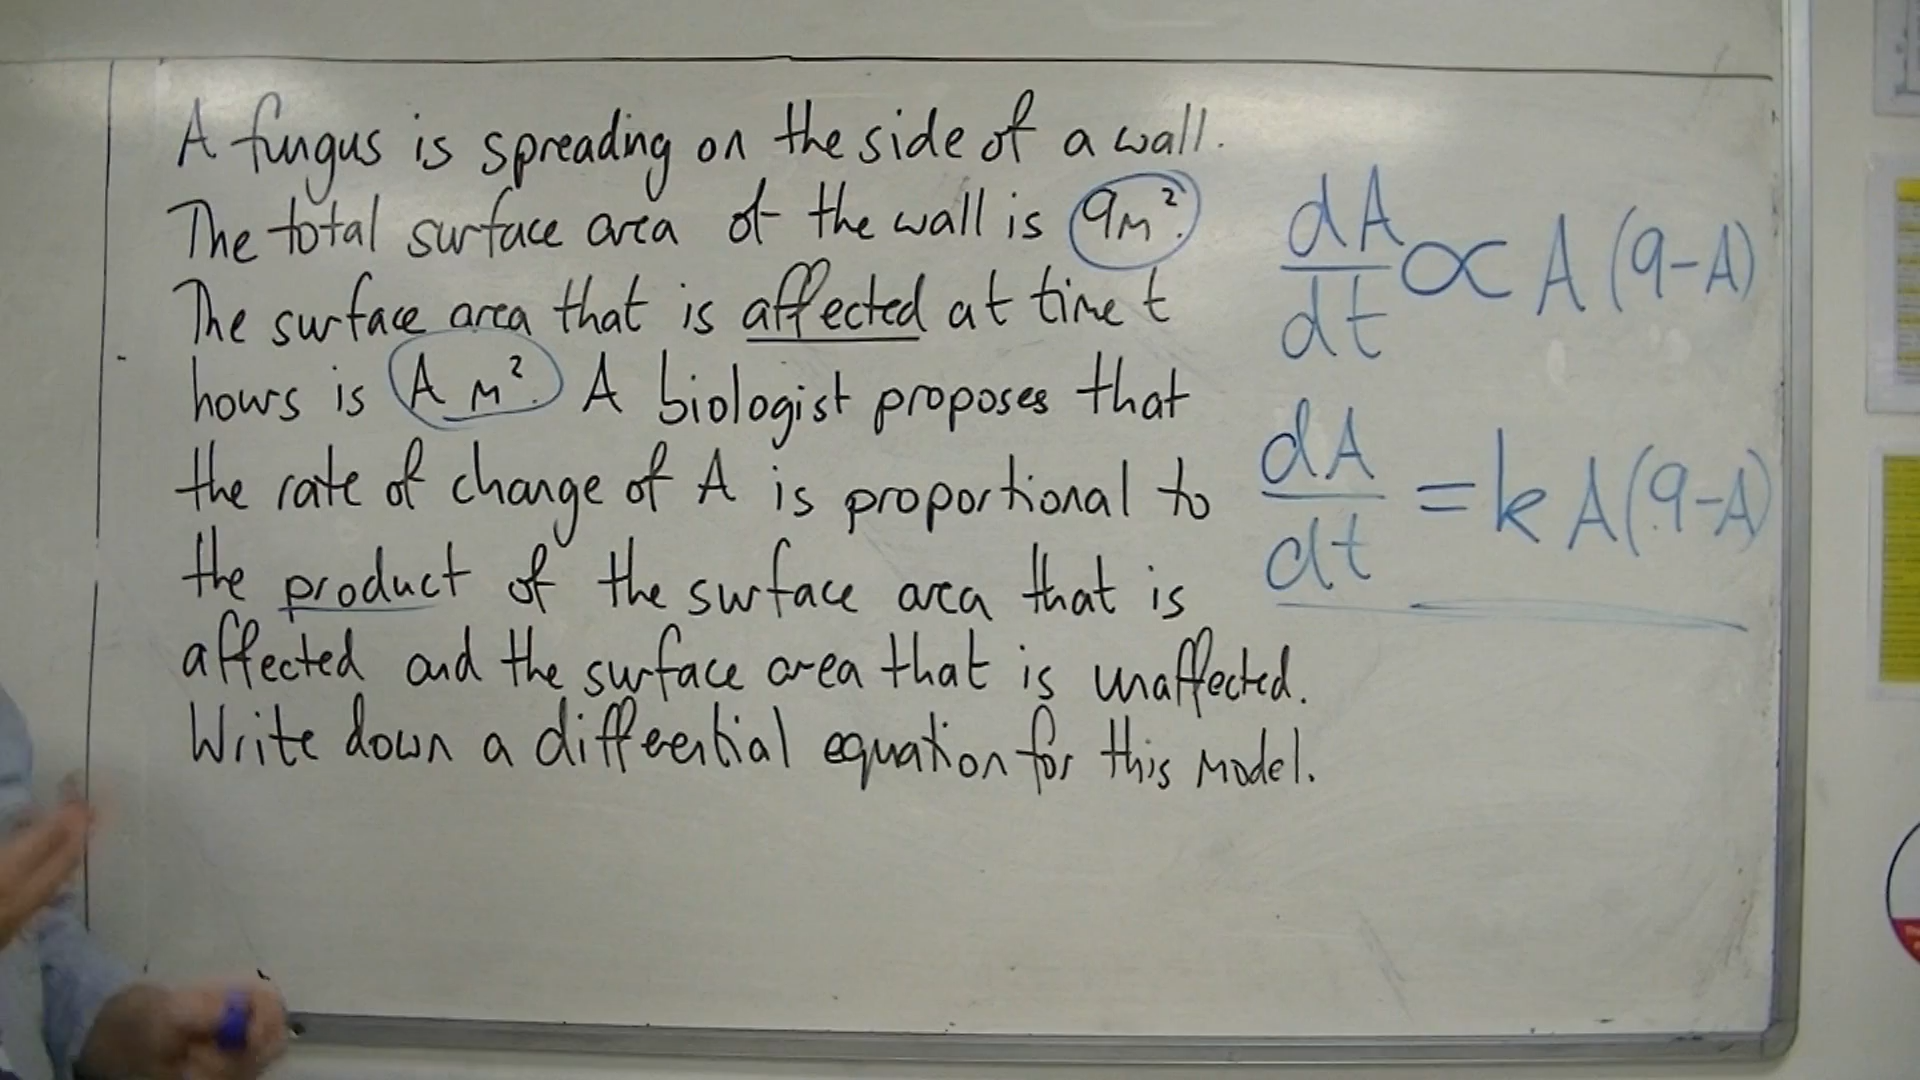 A fungus is spreading on the side of a wall.
The total surface area of the wall is 9m².
The surface area that is affected at time t
hours is A m². A biologist proposes that
the rate of change of A is proportional to
the product of the surface area that is
affected and the surface area that is unaffected.
Write down a differential equation for this model.
dA/dt ∝ A (9-A)
dA/dt = k A(9-A)